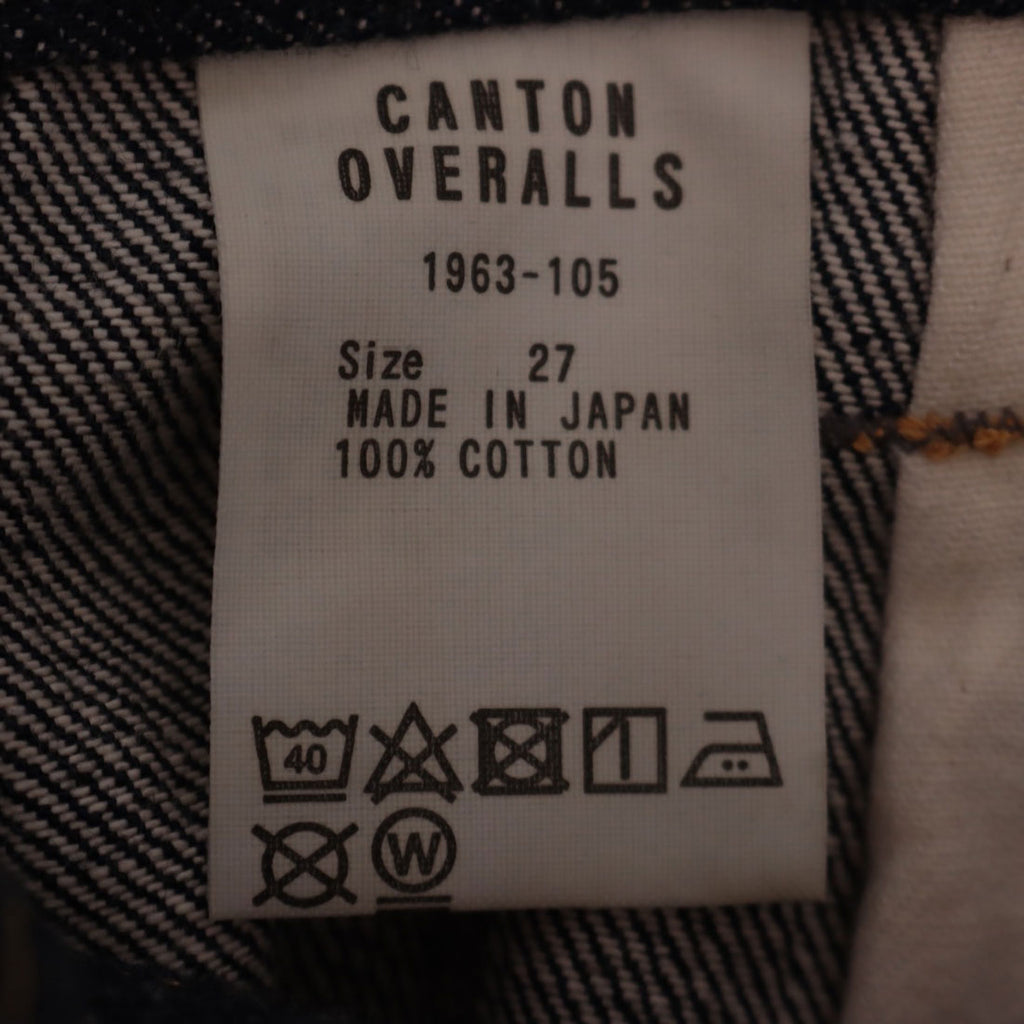 CANTON
OVERALLS
1963-105
Size 27
MADE IN JAPAN
100% COTTON
40
W